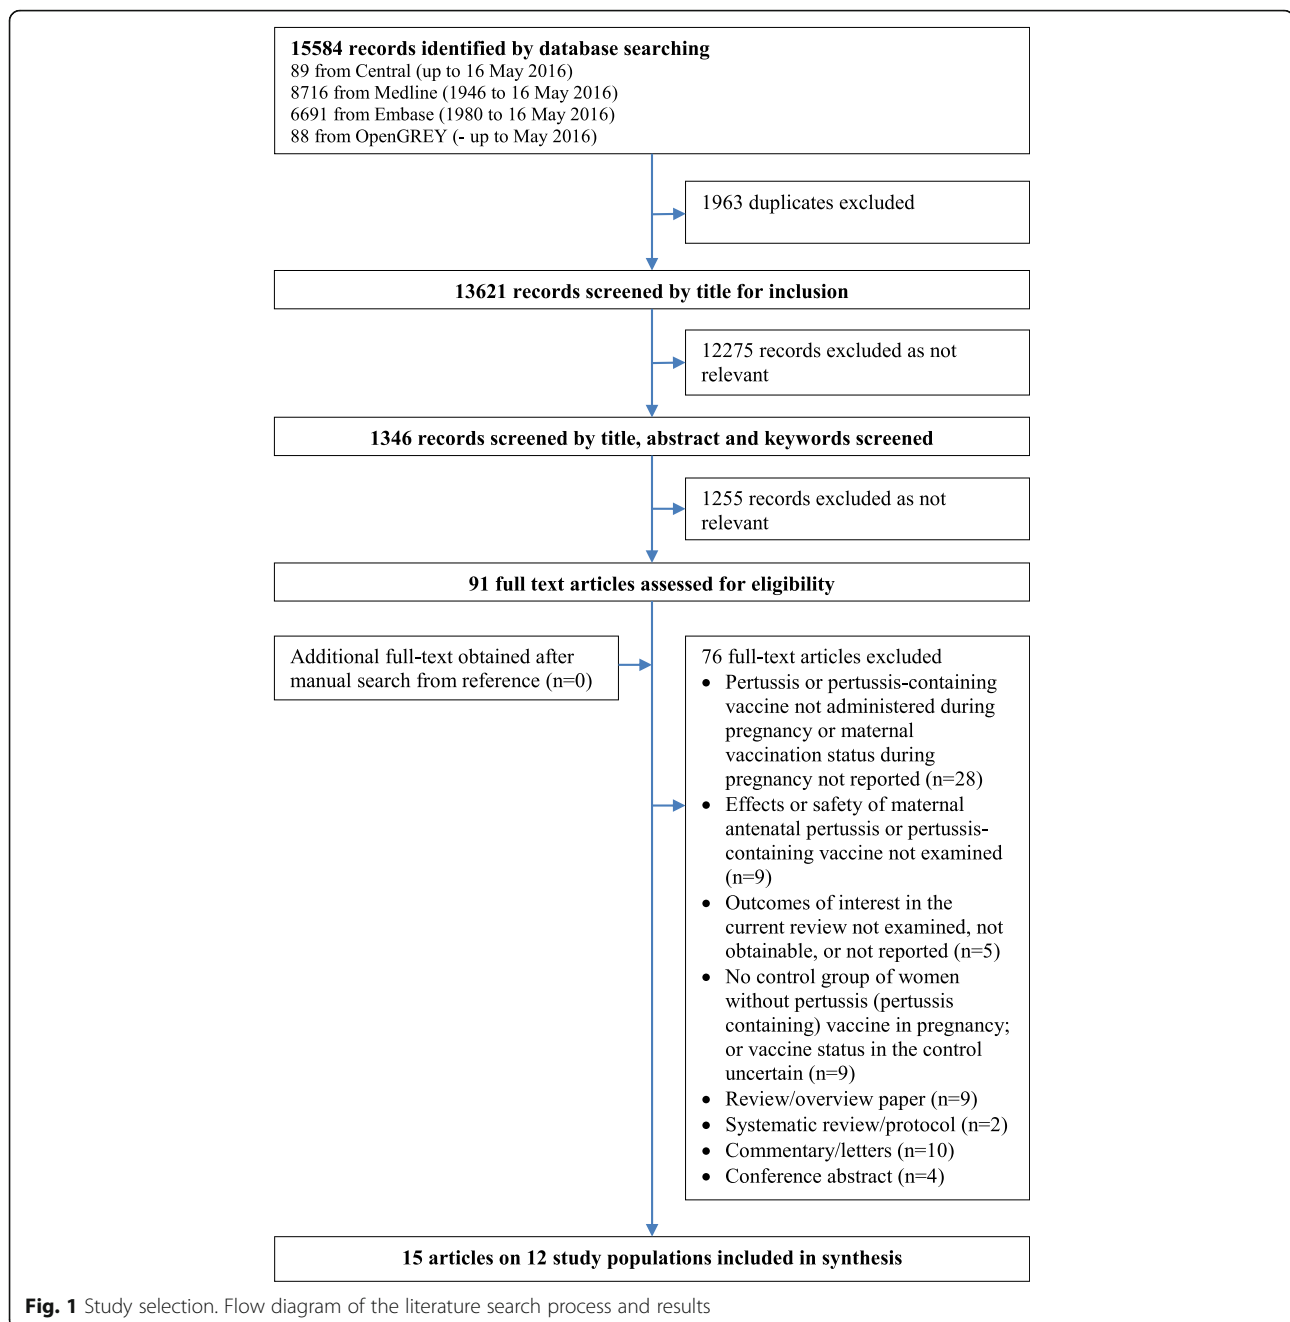 15584 records identified by database searching
89 from Central (up to 16 May 2016)
8716 from Medline (1946 to 16 May 2016)
6691 from Embase (1980 to 16 May 2016)
88 from OpenGREY (- up to May 2016)
1963 duplicates excluded
13621 records screened by title for inclusion
12275 records excluded as not
relevant
1346 records screened by title, abstract and keywords screened
1255 records excluded as not
relevant
91 full text articles assessed for eligibility
Additional full-text obtained after
manual search from reference (n=0)
76 full-text articles excluded
• Pertussis or pertussis-containing
vaccine not administered during
pregnancy or maternal
vaccination status during
pregnancy not reported (n=28)
• Effects or safety of maternal
antenatal pertussis or pertussis-
containing vaccine not examined
(n=9)
• Outcomes of interest in the
current review not examined, not
obtainable, or not reported (n=5)
• No control group of women
without pertussis (pertussis
containing) vaccine in pregnancy;
or vaccine status in the control
uncertain (n=9)
• Review/overview paper (n=9)
• Systematic review/protocol (n=2)
• Commentary/letters (n=10)
• Conference abstract (n=4)
15 articles on 12 study populations included in synthesis
Fig. 1 Study selection. Flow diagram of the literature search process and results